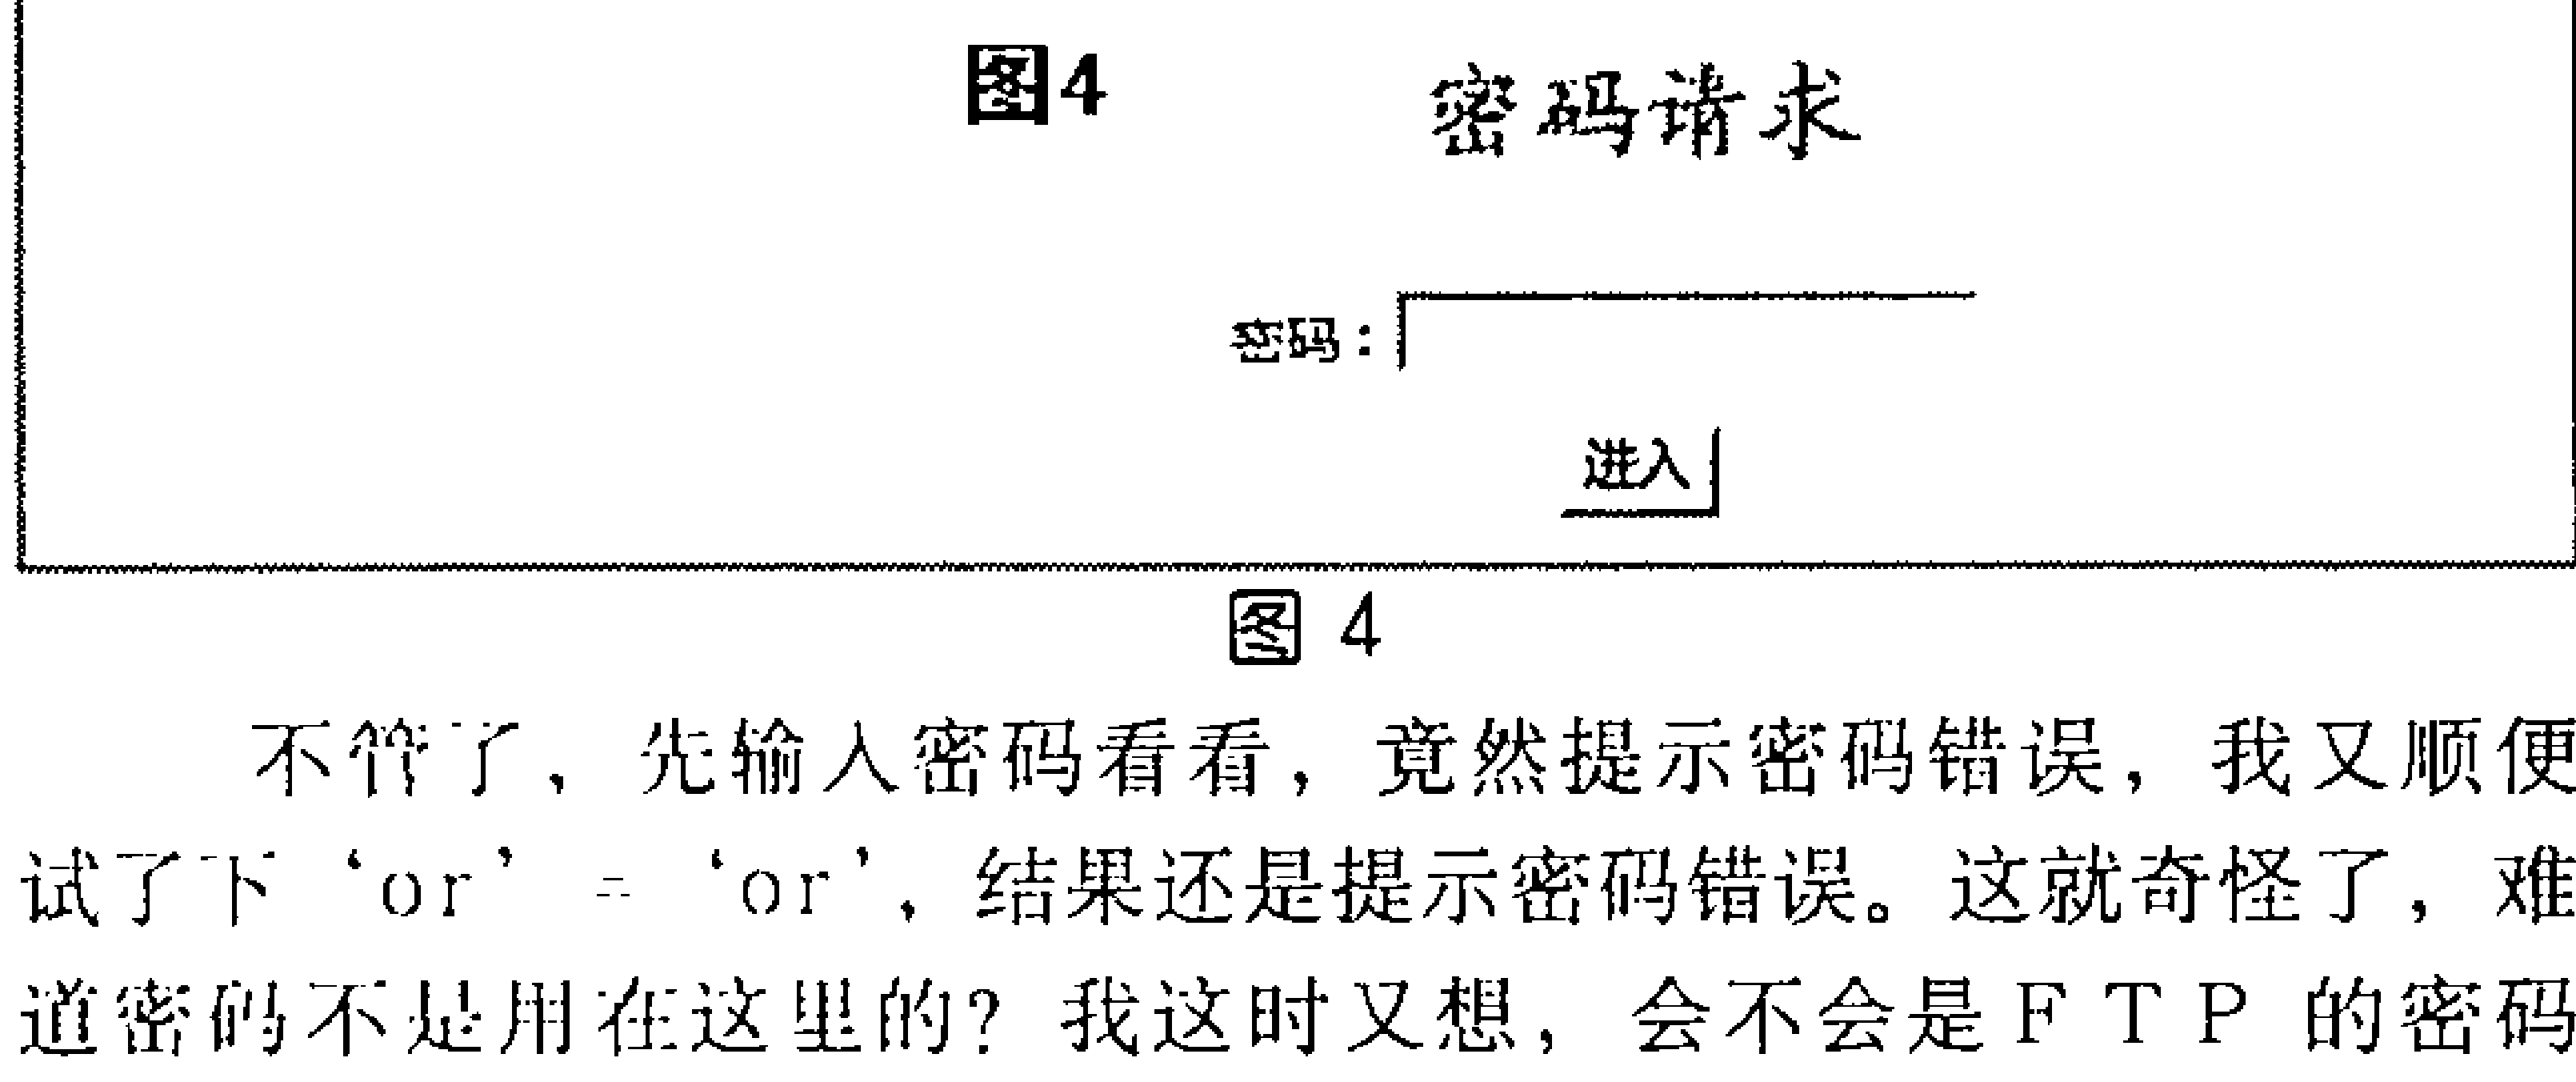 图4 密码请求
密码：
进入
图 4
不管了，先输入密码看看，竟然提示密码错误，我又顺便
试了下‘or’=‘or’，结果还是提示密码错误。这就奇怪了，难
道密码不是用在这里的？我这时又想，会不会是FTP的密码